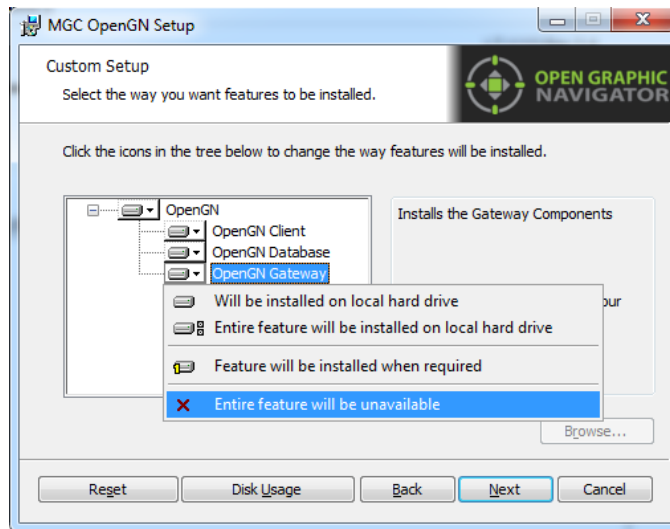 MGC OpenGN Setup
Custom Setup
Select the way you want features to be installed.
OPEN GRAPHIC
NAVIGATOR
Click the icons in the tree below to change the way features will be installed.
OpenGN
OpenGN Client
OpenGN Database
OpenGN Gateway
Installs the Gateway Components
Will be installed on local hard drive
Entire feature will be installed on local hard drive
Feature will be installed when required
Entire feature will be unavailable
Browse...
Reset
Disk Usage
Back
Next
Cancel